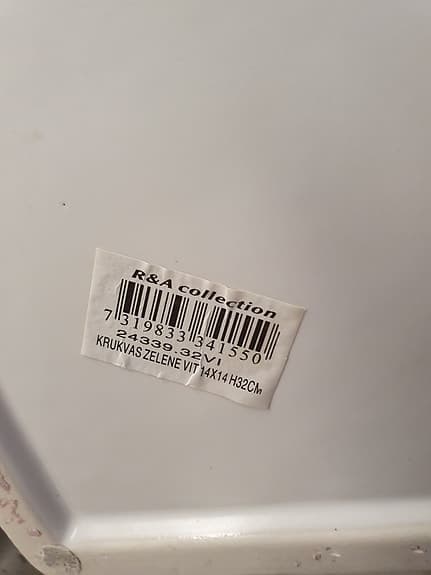 R&A collection
7 319833 341550
24339.32VI
KRUKVAS ZELENE VIT 14X14 H32CM